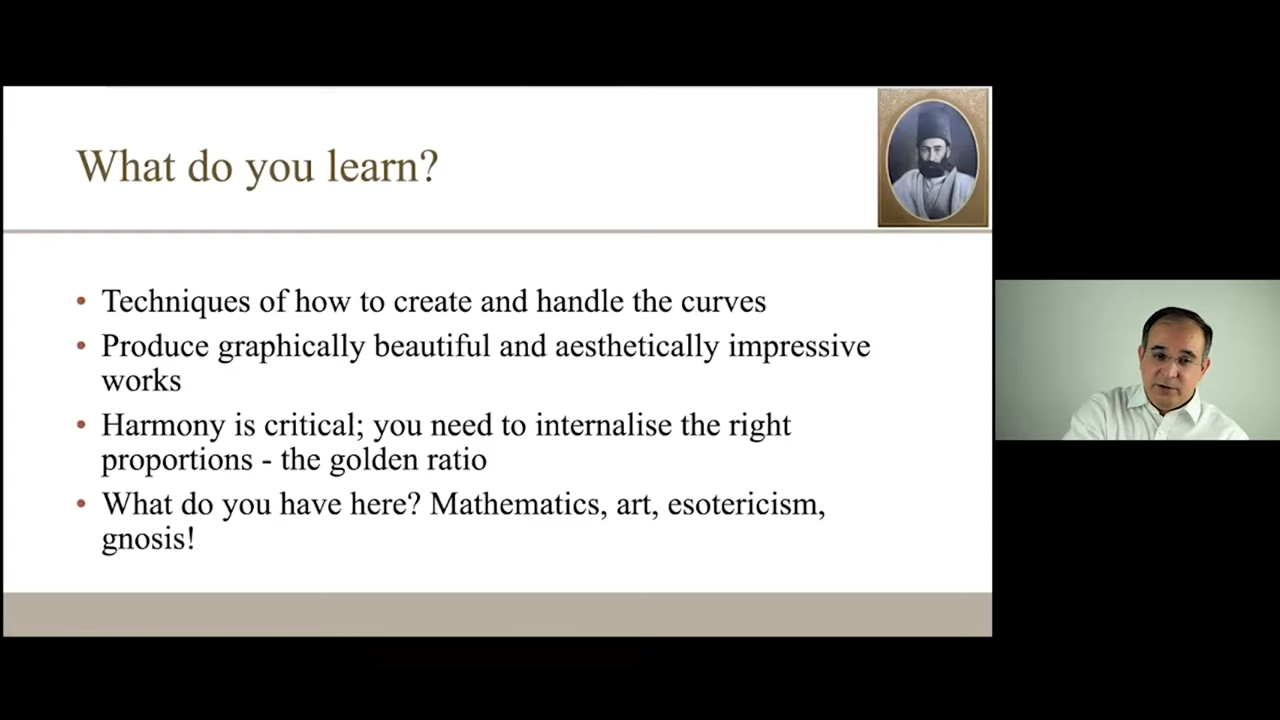 What do you learn?
• Techniques of how to create and handle the curves
• Produce graphically beautiful and aesthetically impressive
works
• Harmony is critical; you need to internalise the right
proportions - the golden ratio
• What do you have here? Mathematics, art, esotericism,
gnosis!